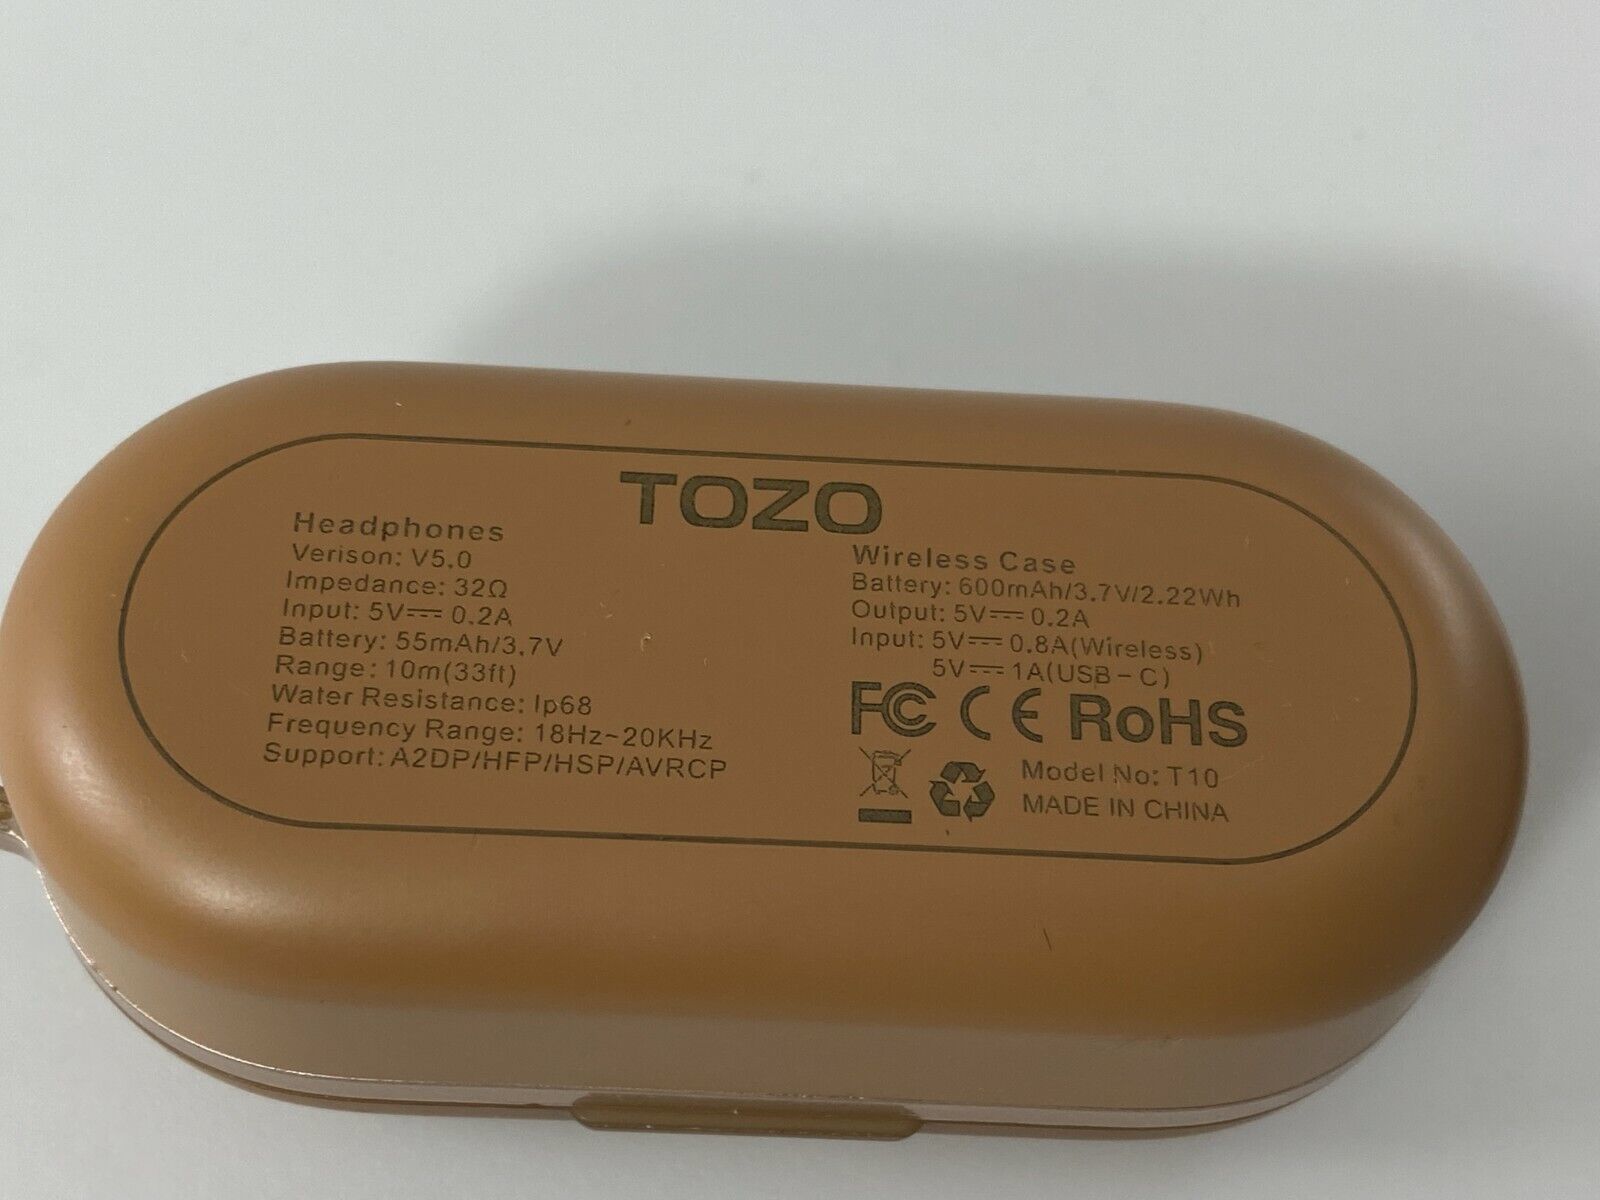 TOZO
Headphones
Verison: V5.0
Impedance: 32Ω
Input: 5V⎓ 0.2A
Battery: 55mAh/3.7V
Range: 10m(33ft)
Water Resistance: Ip68
Frequency Range: 18Hz~20KHz
Support: A2DP/HFP/HSP/AVRCP
Wireless Case
Battery: 600mAh/3.7V/2.22Wh
Output: 5V⎓ 0.2A
Input: 5V⎓ 0.8A(Wireless)
5V⎓ 1A(USB-C)
FC CE RoHS
Model No: T10
MADE IN CHINA